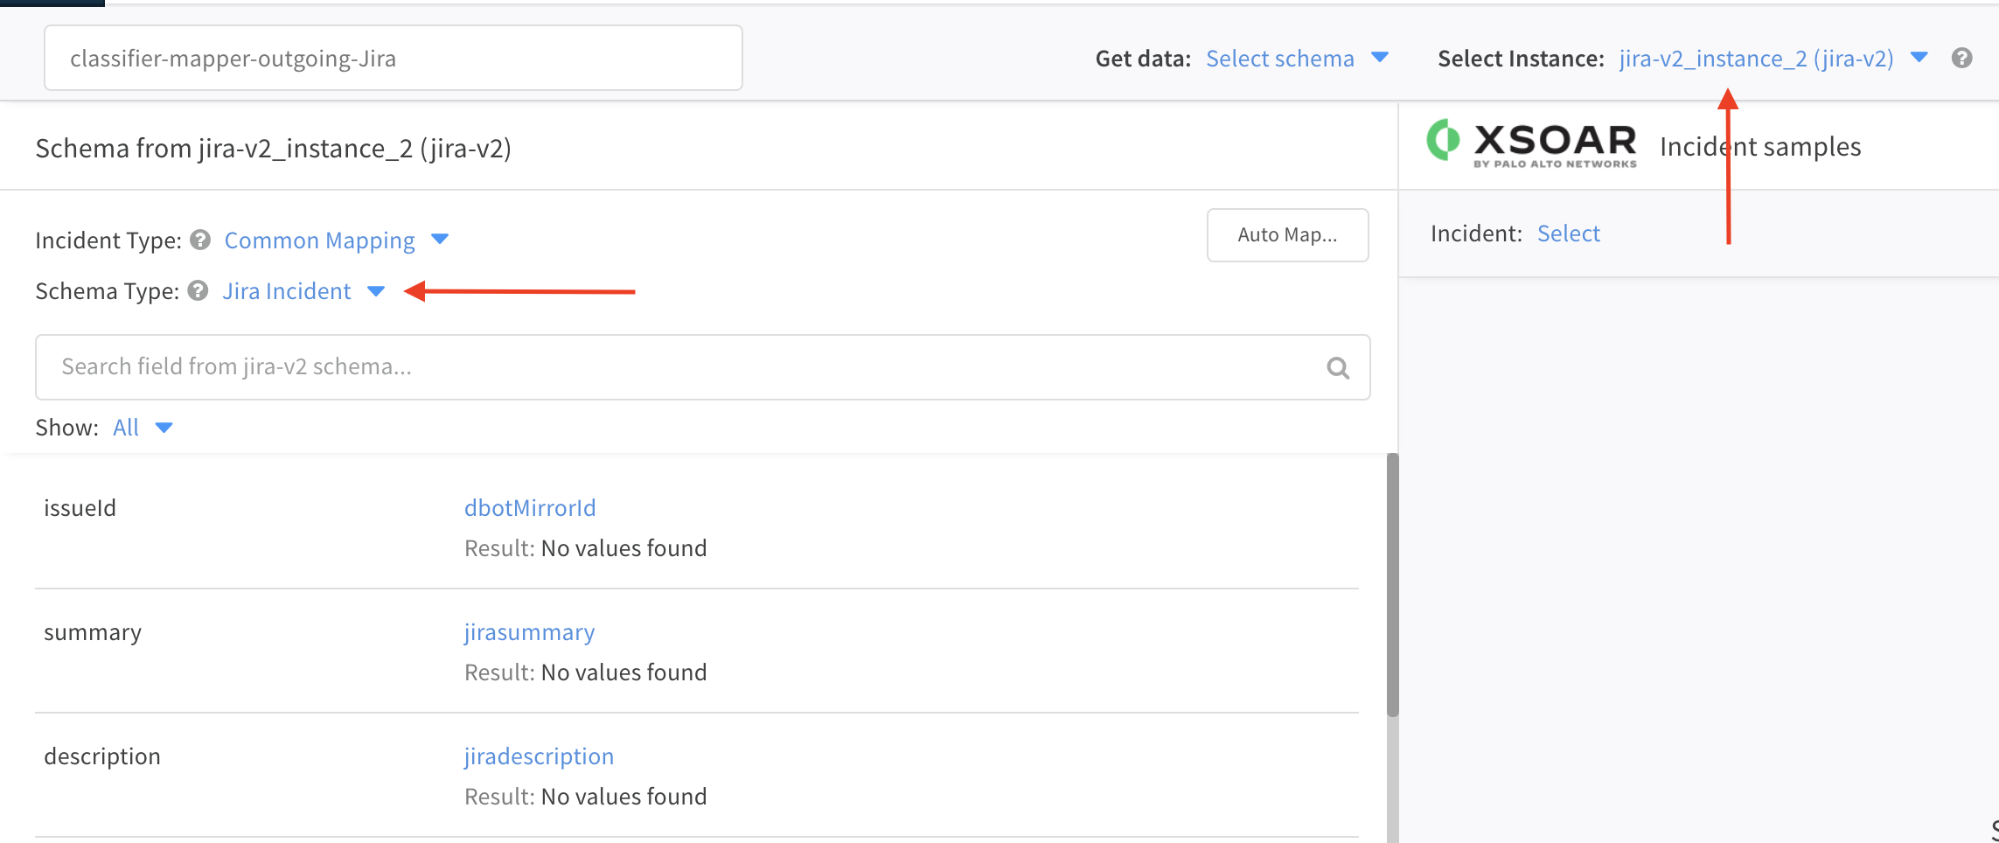 classifier-mapper-outgoing-Jira
Get data: Select schema
Select Instance: jira-v2_instance_2 (jira-v2)
Schema from jira-v2_instance_2 (jira-v2)
XSOAR
BY PALO ALTO NETWORKS
Incident samples
Incident Type: Common Mapping
Auto Map...
Incident: Select
Schema Type: Jira Incident
Search field from jira-v2 schema...
Show: All
issueId
dbotMirrorId
Result: No values found
summary
jirasummary
Result: No values found
description
jiradescription
Result: No values found